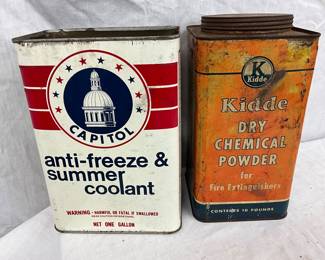 CAPITOL
anti-freeze &
summer
coolant
WARNING - HARMFUL OR FATAL IF SWALLOWED
NET ONE GALLON
K
Kidde
Kidde
DRY
CHEMICAL
POWDER
for
Fire Extinguishers
CONTENTS 10 POUNDS